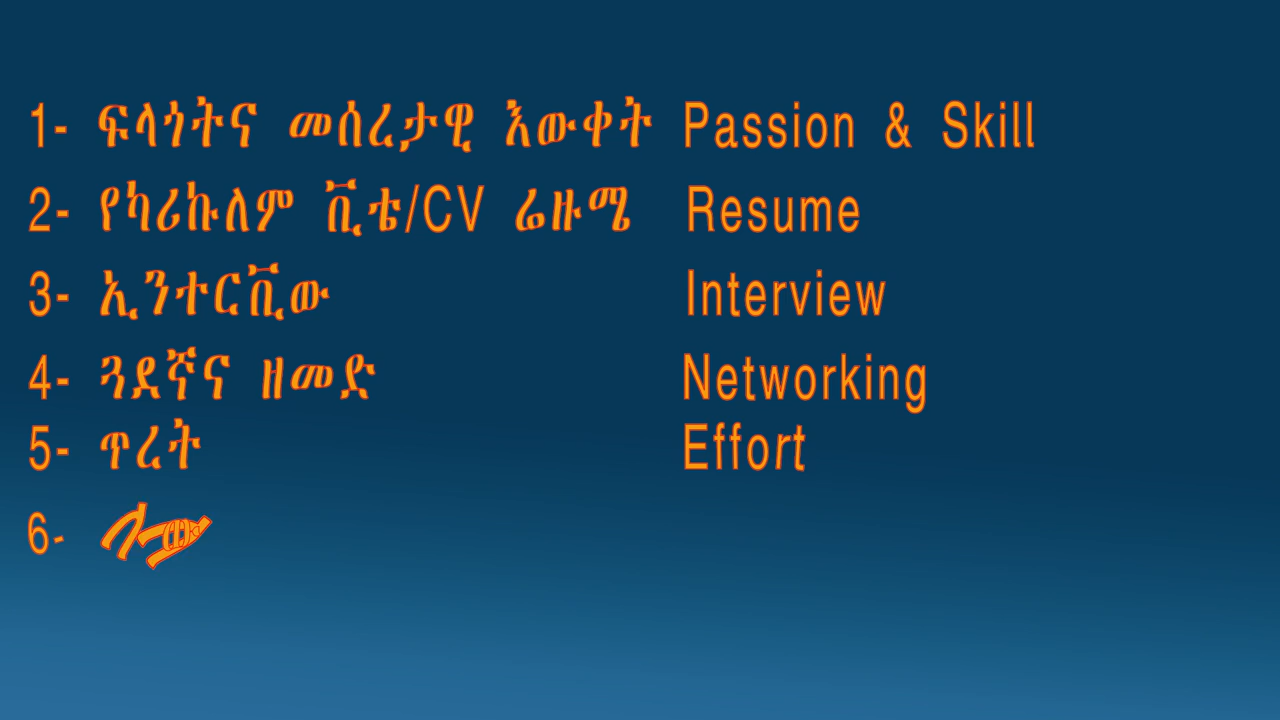 1- ፍላጎትና መሰረታዊ እውቀት Passion & Skill
2- የካሪኩለም ቪቴ/CV ሬዙሜ Resume
3- ኢንተርቪው Interview
4- ጓደኛና ዘመድ Networking
5- ጥረት Effort
6-